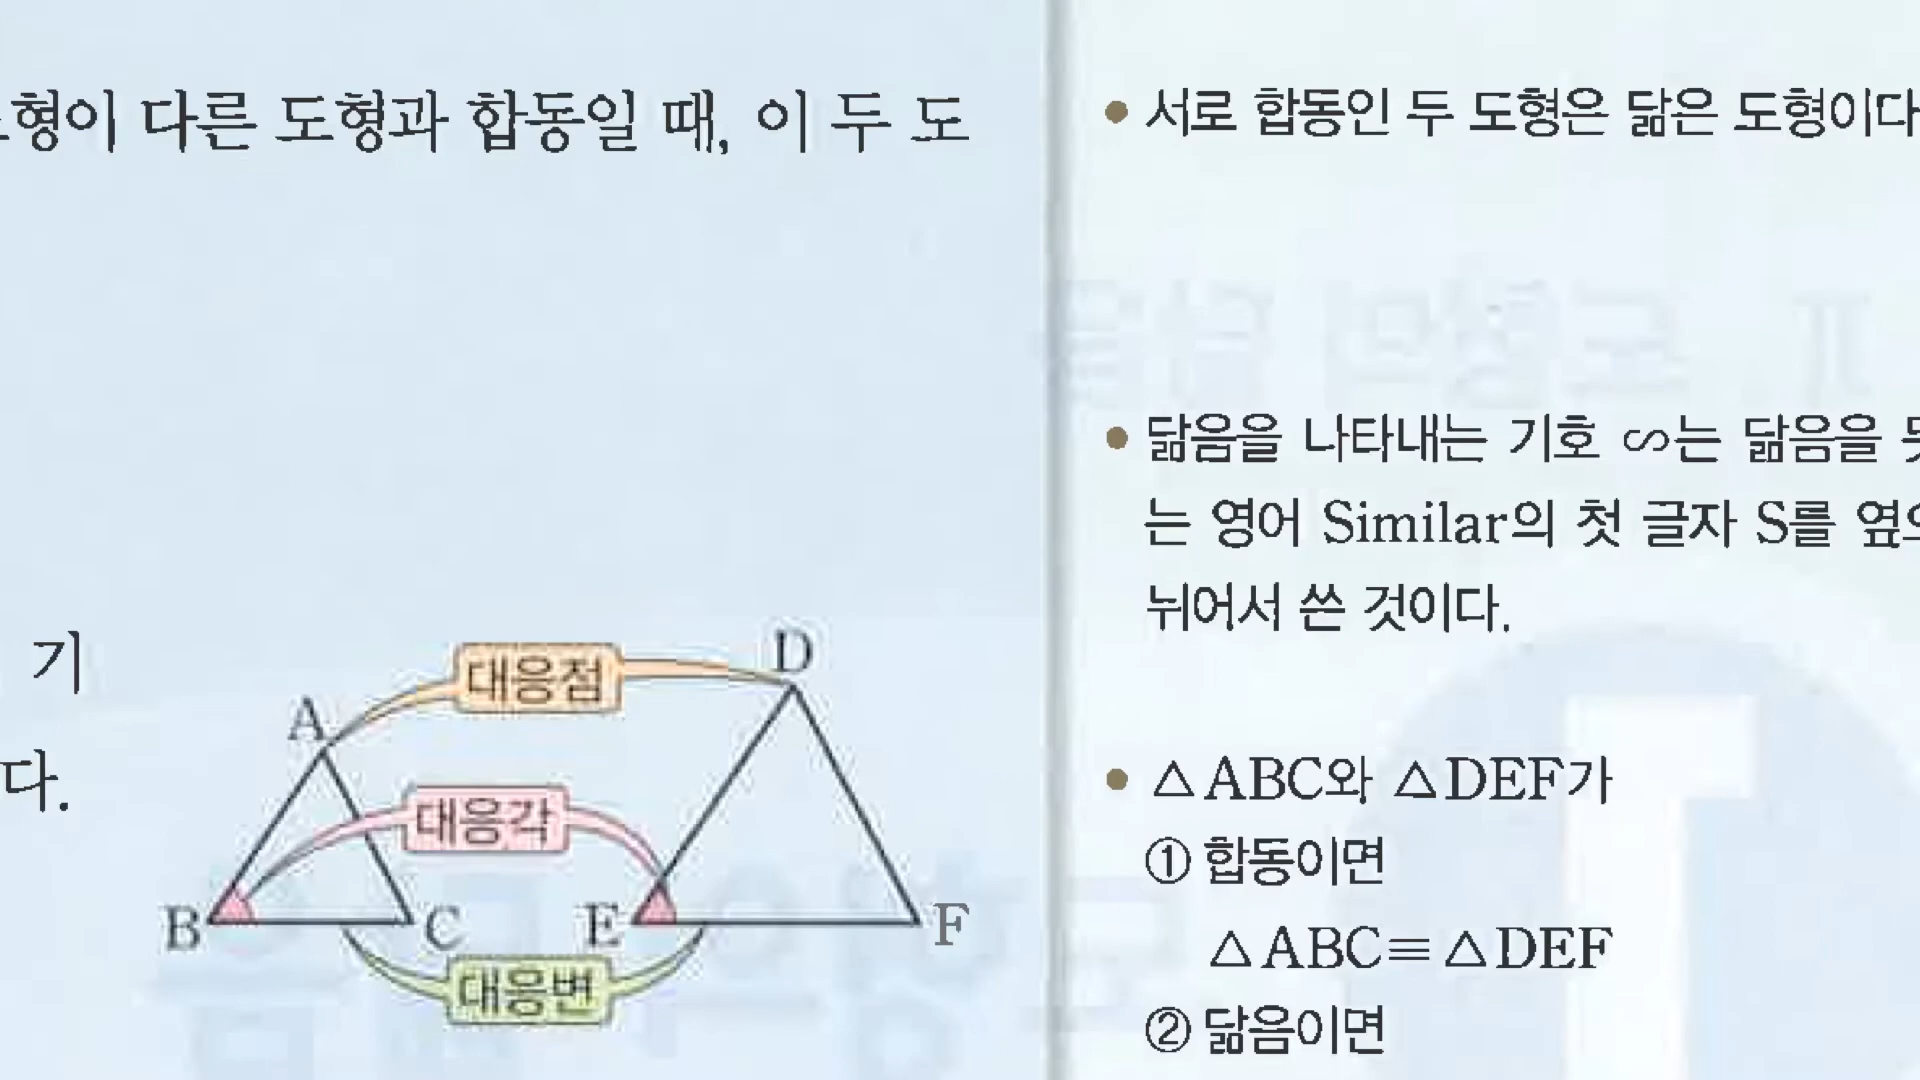 형이 다른 도형과 합동일 때, 이 두 도
기
다.
대응점
D
A
대응각
B
C
E
F
대응변
서로 합동인 두 도형은 닮은 도형이다
닮음을 나타내는 기호 ∽는 닮음을
는 영어 Similar의 첫 글자 S를
뉘어서 쓴 것이다.
△ABC와 △DEF가
① 합동이면
△ABC≡△DEF
② 닮음이면